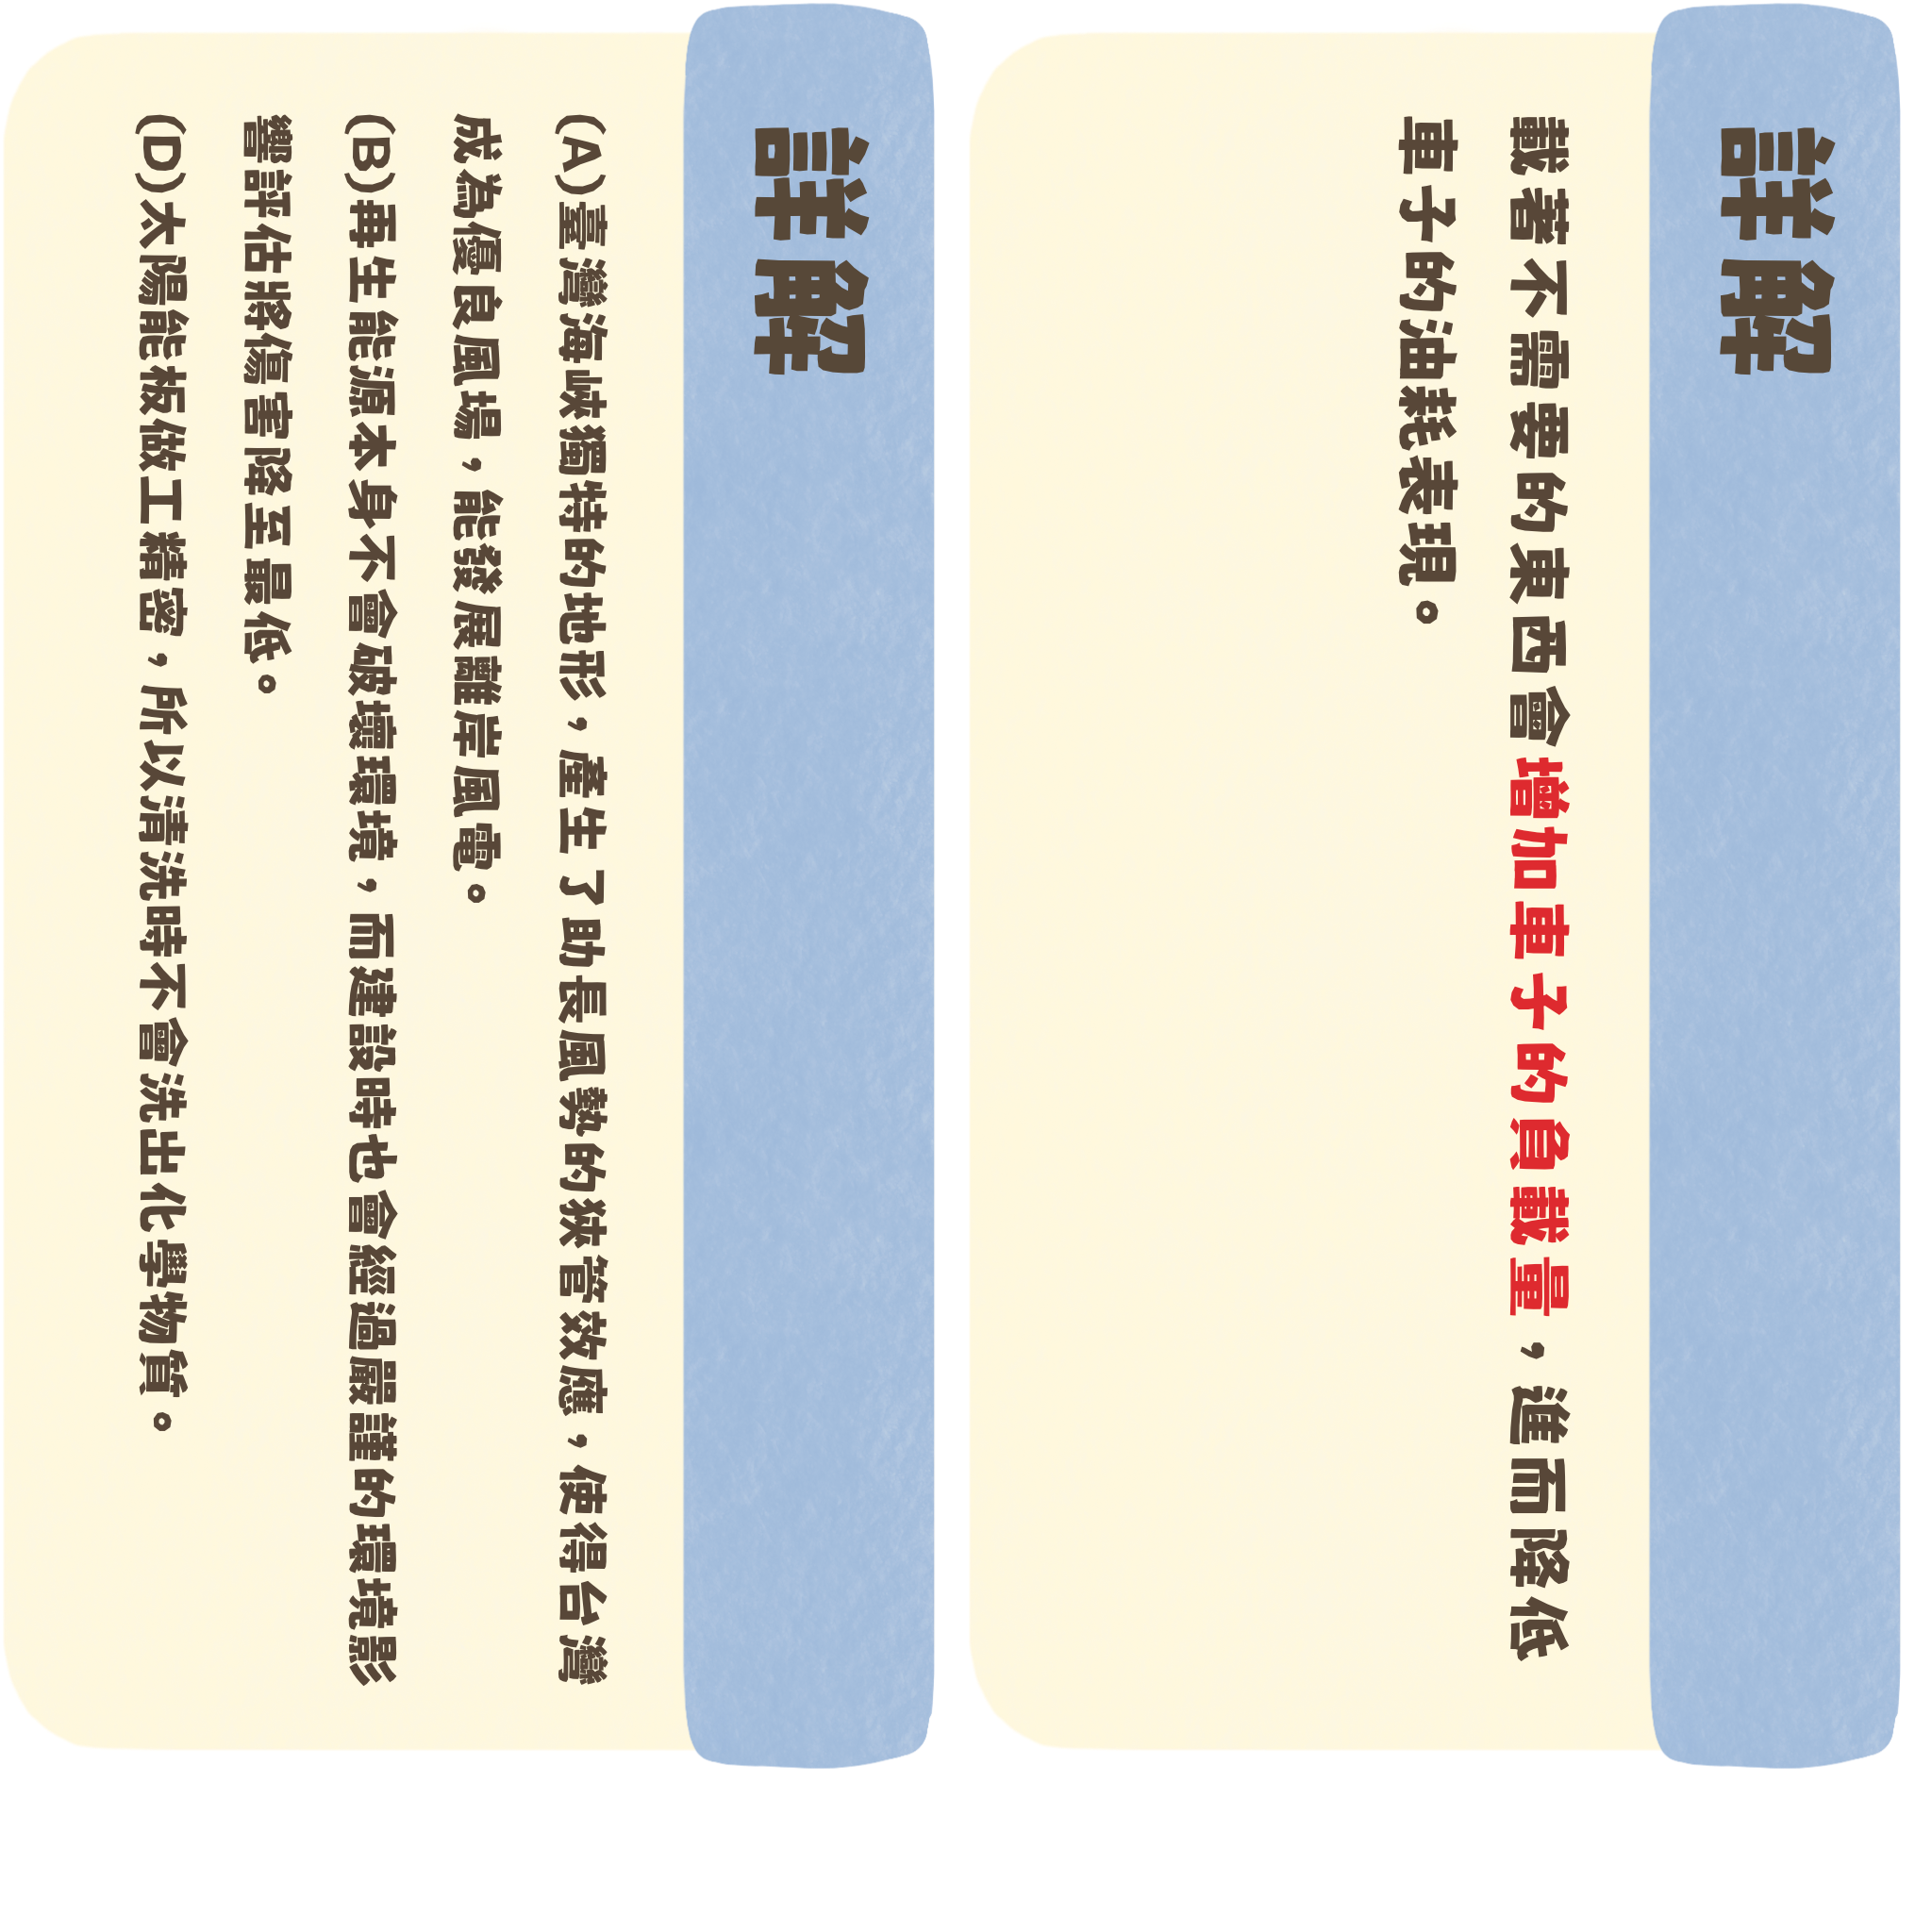 詳解
載著不需要的東西會增加車子的負載量，進而降低
車子的油耗表現。
詳解
(A)臺灣海峽獨特的地形，產生了助長風勢的狹管效應，使得台灣
成為優良風場，能發展離岸風電。
(B)再生能源本身不會破壞環境，而建設時也會經過嚴謹的環境影
響評估將傷害降至最低。
(D)太陽能板做工精密，所以清洗時不會洗出化學物質。